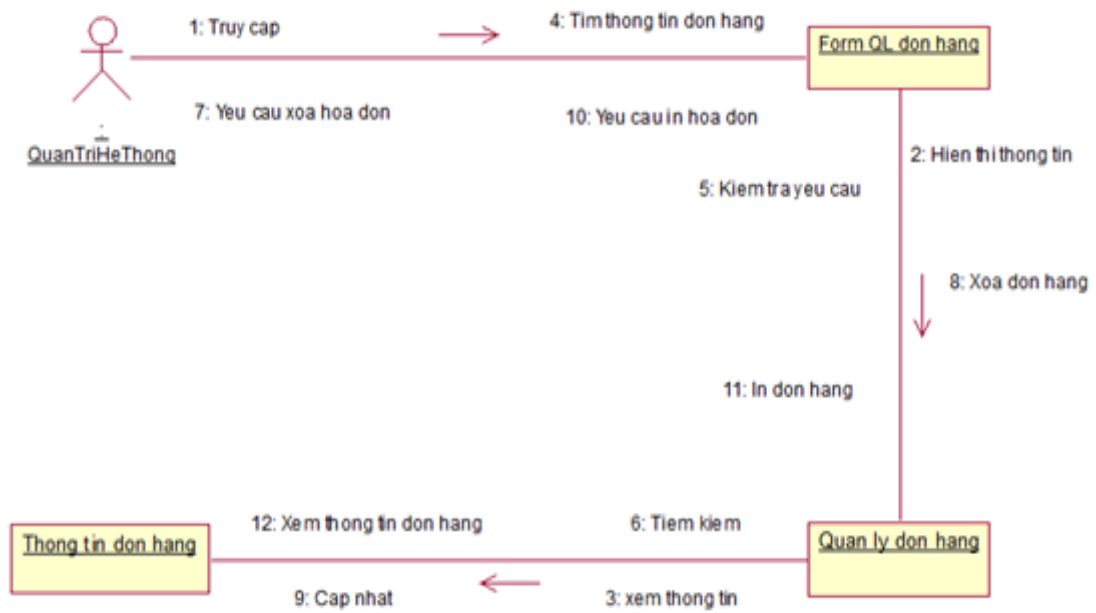 1: Truy cap
4: Tim thong tin don hang
Form QL don hang
7: Yeu cau xoa hoa don
10: Yeu cau in hoa don
:
QuanTriHeThong
2: Hien thi thong tin
5: Kiem tra yeu cau
8: Xoa don hang
11: In don hang
12: Xem thong tin don hang
6: Tiem kiem
Thong tin don hang
Quan ly don hang
9: Cap nhat
3: xem thong tin